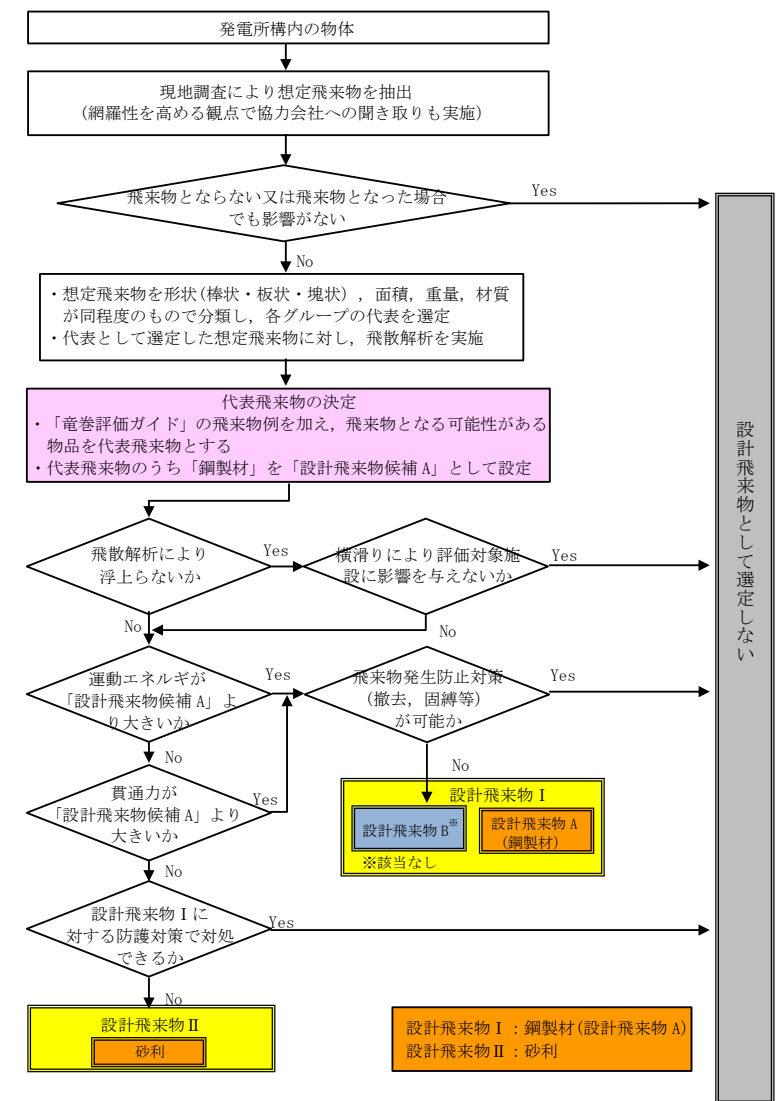 発電所構内の物体
現地調査により想定飛来物を抽出
(網羅性を高める観点で協力会社への聞き取りも実施)
飛来物とならない又は飛来物となった場合
でも影響がない
Yes
No
・想定飛来物を形状(棒状・板状・塊状)，面積，重量，材質
が同程度のもので分類し，各グループの代表を選定
・代表として選定した想定飛来物に対し，飛散解析を実施
代表飛来物の決定
・「竜巻評価ガイド」の飛来物例を加え，飛来物となる可能性がある
物品を代表飛来物とする
・代表飛来物のうち「鋼製材」を「設計飛来物候補 A」として設定
飛散解析により
浮上らないか
Yes
横滑りにより評価対象施
設に影響を与えないか
Yes
No
No
運動エネルギが
「設計飛来物候補 A」よ
り大きいか
Yes
飛来物発生防止対策
(撤去，固縛等)
が可能か
Yes
No
No
貫通力が
「設計飛来物候補 A」より
大きいか
Yes
No
設計飛来物Ⅰ
設計飛来物 B※
設計飛来物 A
(鋼製材)
※該当なし
設計飛来物Ⅰに
対する防護対策で対処
できるか
Yes
No
設計飛来物Ⅱ
砂利
設計飛来物Ⅰ：鋼製材(設計飛来物 A)
設計飛来物Ⅱ：砂利
設計飛来物として選定しない